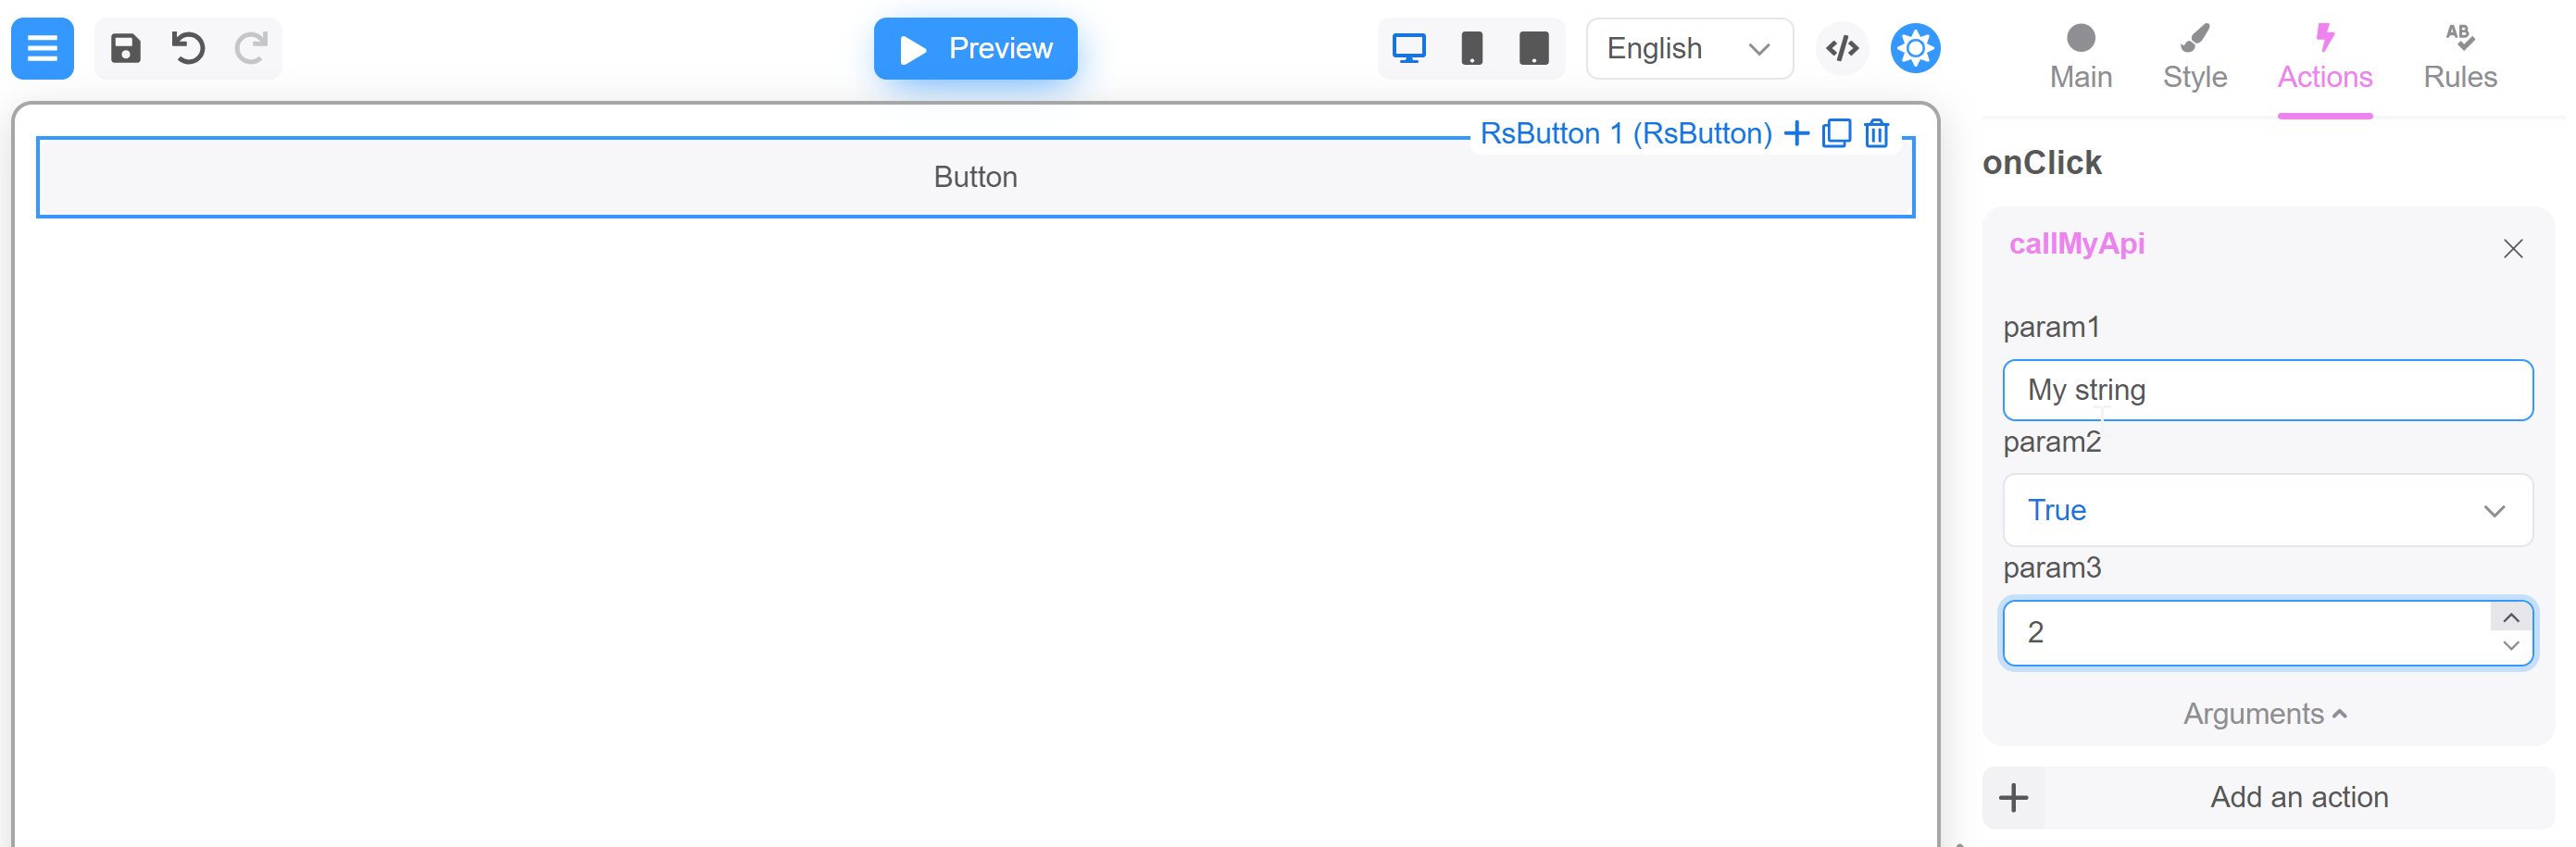 Preview
English
Main
Style
Actions
AB
Rules
RsButton 1 (RsButton)
Button
onClick
callMyApi
param1
My string
param2
True
param3
2
Arguments
Add an action